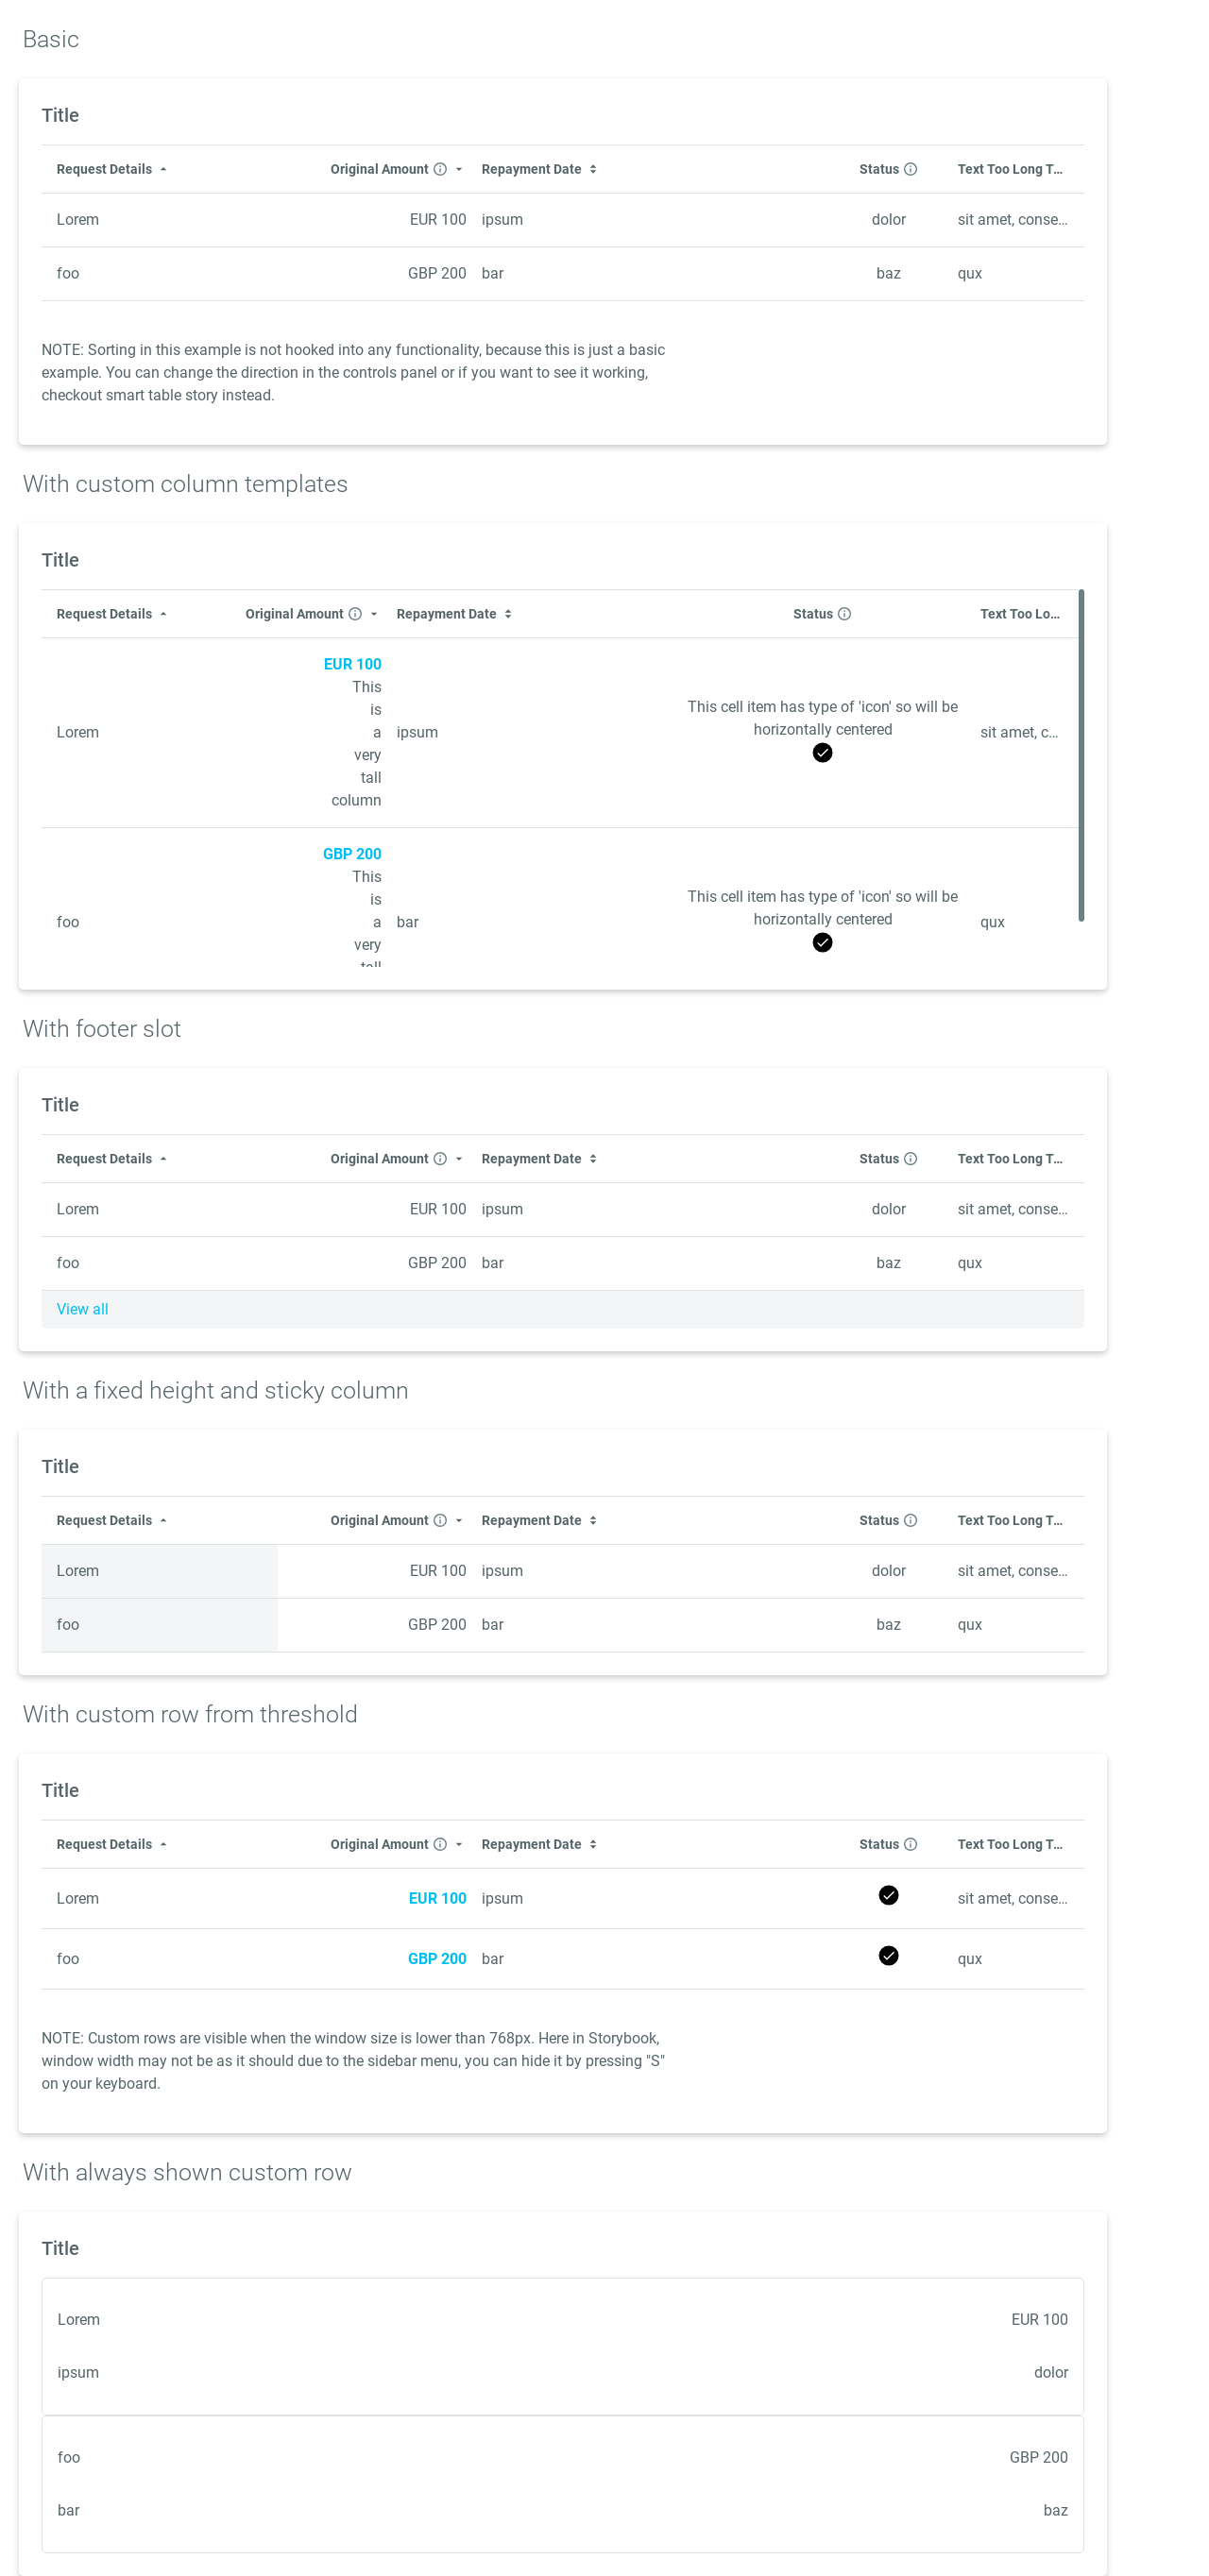 Basic
Title
Request Details Original Amount Repayment Date Status Text Too Long T...
Lorem EUR 100 ipsum dolor sit amet, conse...
foo GBP 200 bar baz qux
NOTE: Sorting in this example is not hooked into any functionality, because this is just a basic
example. You can change the direction in the controls panel or if you want to see it working,
checkout smart table story instead.
With custom column templates
Title
Request Details Original Amount Repayment Date Status Text Too Lo...
EUR 100
This
is
a
very
tall
column
Lorem
ipsum
This cell item has type of 'icon' so will be
horizontally centered
sit amet, c...
GBP 200
This
is
a
very
tall
foo
bar
This cell item has type of 'icon' so will be
horizontally centered
qux
With footer slot
Title
Request Details Original Amount Repayment Date Status Text Too Long T...
Lorem EUR 100 ipsum dolor sit amet, conse...
foo GBP 200 bar baz qux
View all
With a fixed height and sticky column
Title
Request Details Original Amount Repayment Date Status Text Too Long T...
Lorem EUR 100 ipsum dolor sit amet, conse...
foo GBP 200 bar baz qux
With custom row from threshold
Title
Request Details Original Amount Repayment Date Status Text Too Long T...
Lorem EUR 100 ipsum sit amet, conse...
foo GBP 200 bar qux
NOTE: Custom rows are visible when the window size is lower than 768px. Here in Storybook,
window width may not be as it should due to the sidebar menu, you can hide it by pressing "S"
on your keyboard.
With always shown custom row
Title
Lorem EUR 100
ipsum dolor
foo GBP 200
bar baz